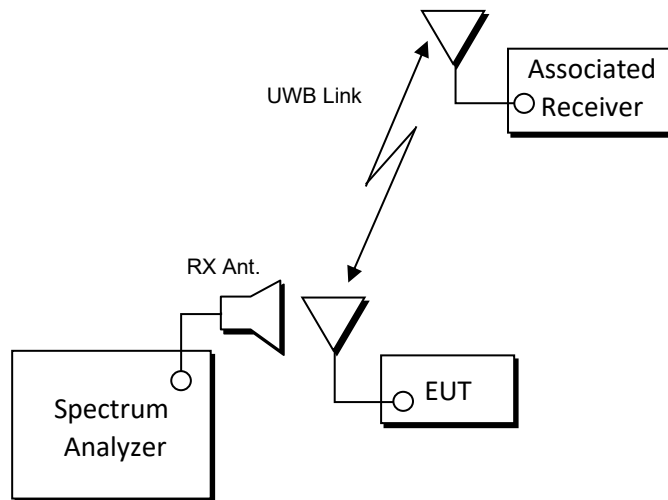 Associated
Receiver
UWB Link
RX Ant.
Spectrum
Analyzer
EUT